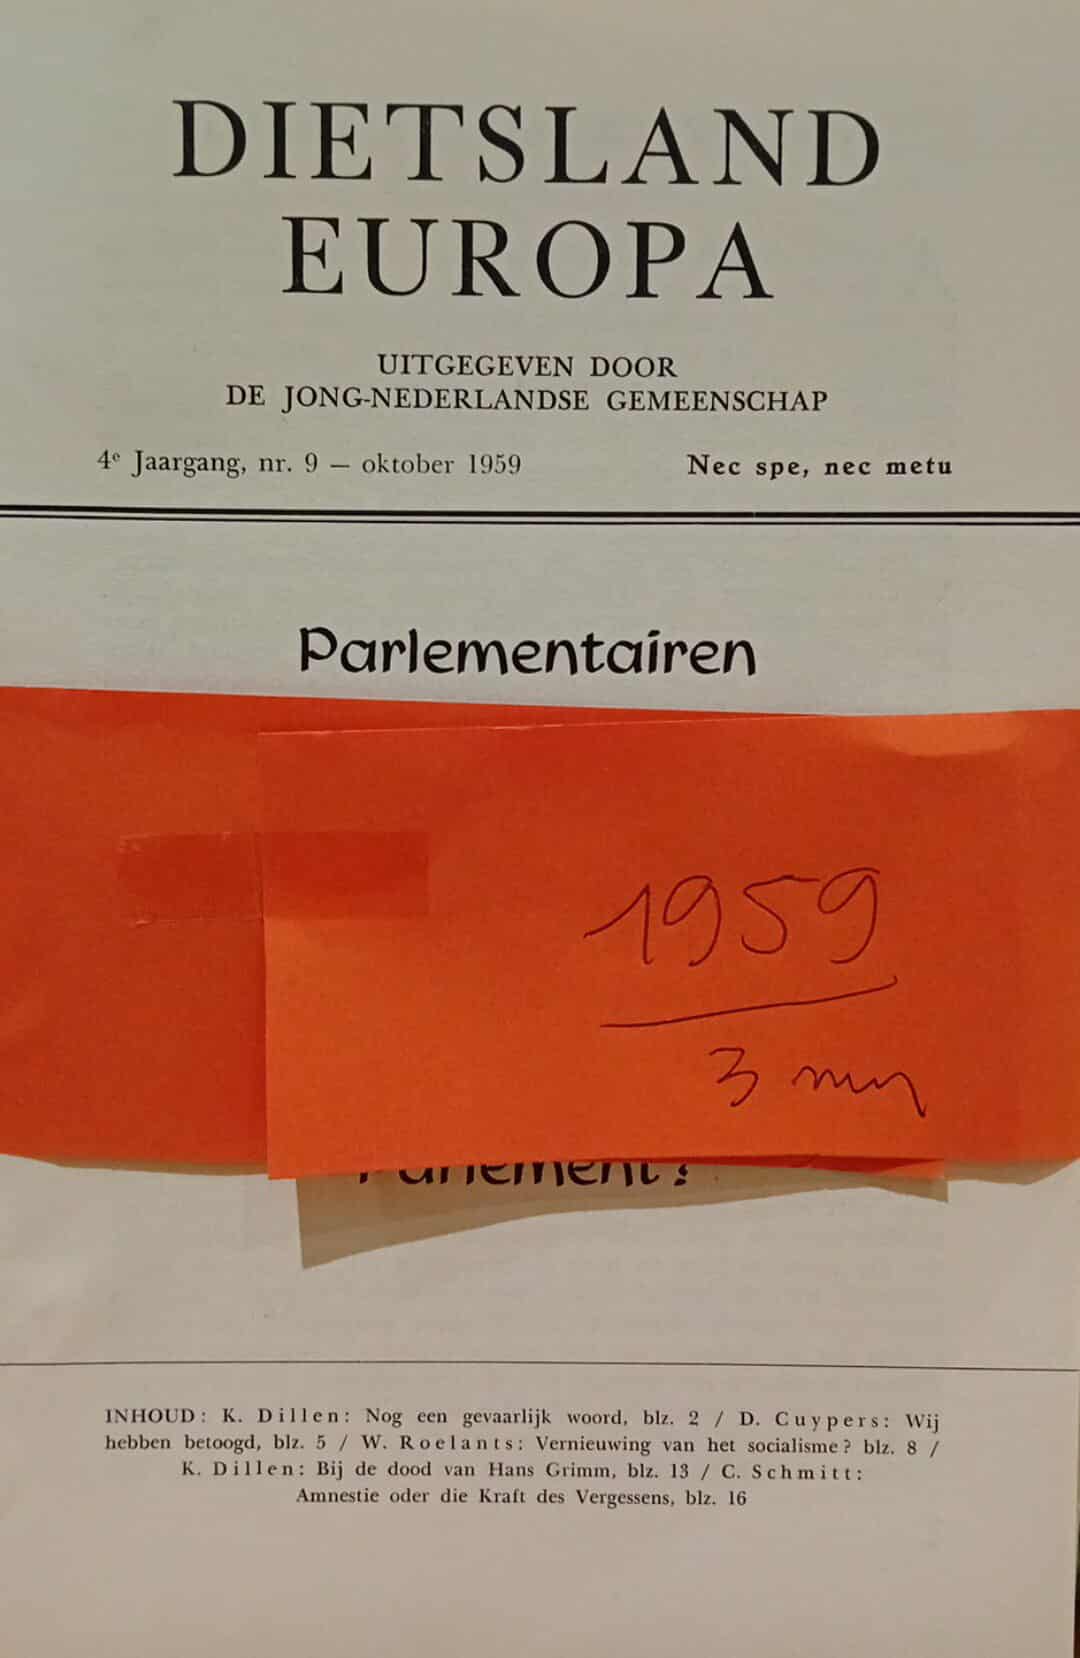 DIETSLAND
EUROPA
UITGEGEVEN DOOR
DE JONG-NEDERLANDSE GEMEENSCHAP
4e Jaargang, nr. 9 — oktober 1959 Nec spe, nec metu
Parlementairen
1959
3 
Parlement?
INHOUD: K. Dillen: Nog een gevaarlijk woord, blz. 2 / D. Cuypers: Wij
hebben betoogd, blz. 5 / W. Roelants: Vernieuwing van het socialisme? blz. 8 /
K. Dillen: Bij de dood van Hans Grimm, blz. 13 / C. Schmitt:
Amnestie oder die Kraft des Vergessens, blz. 16